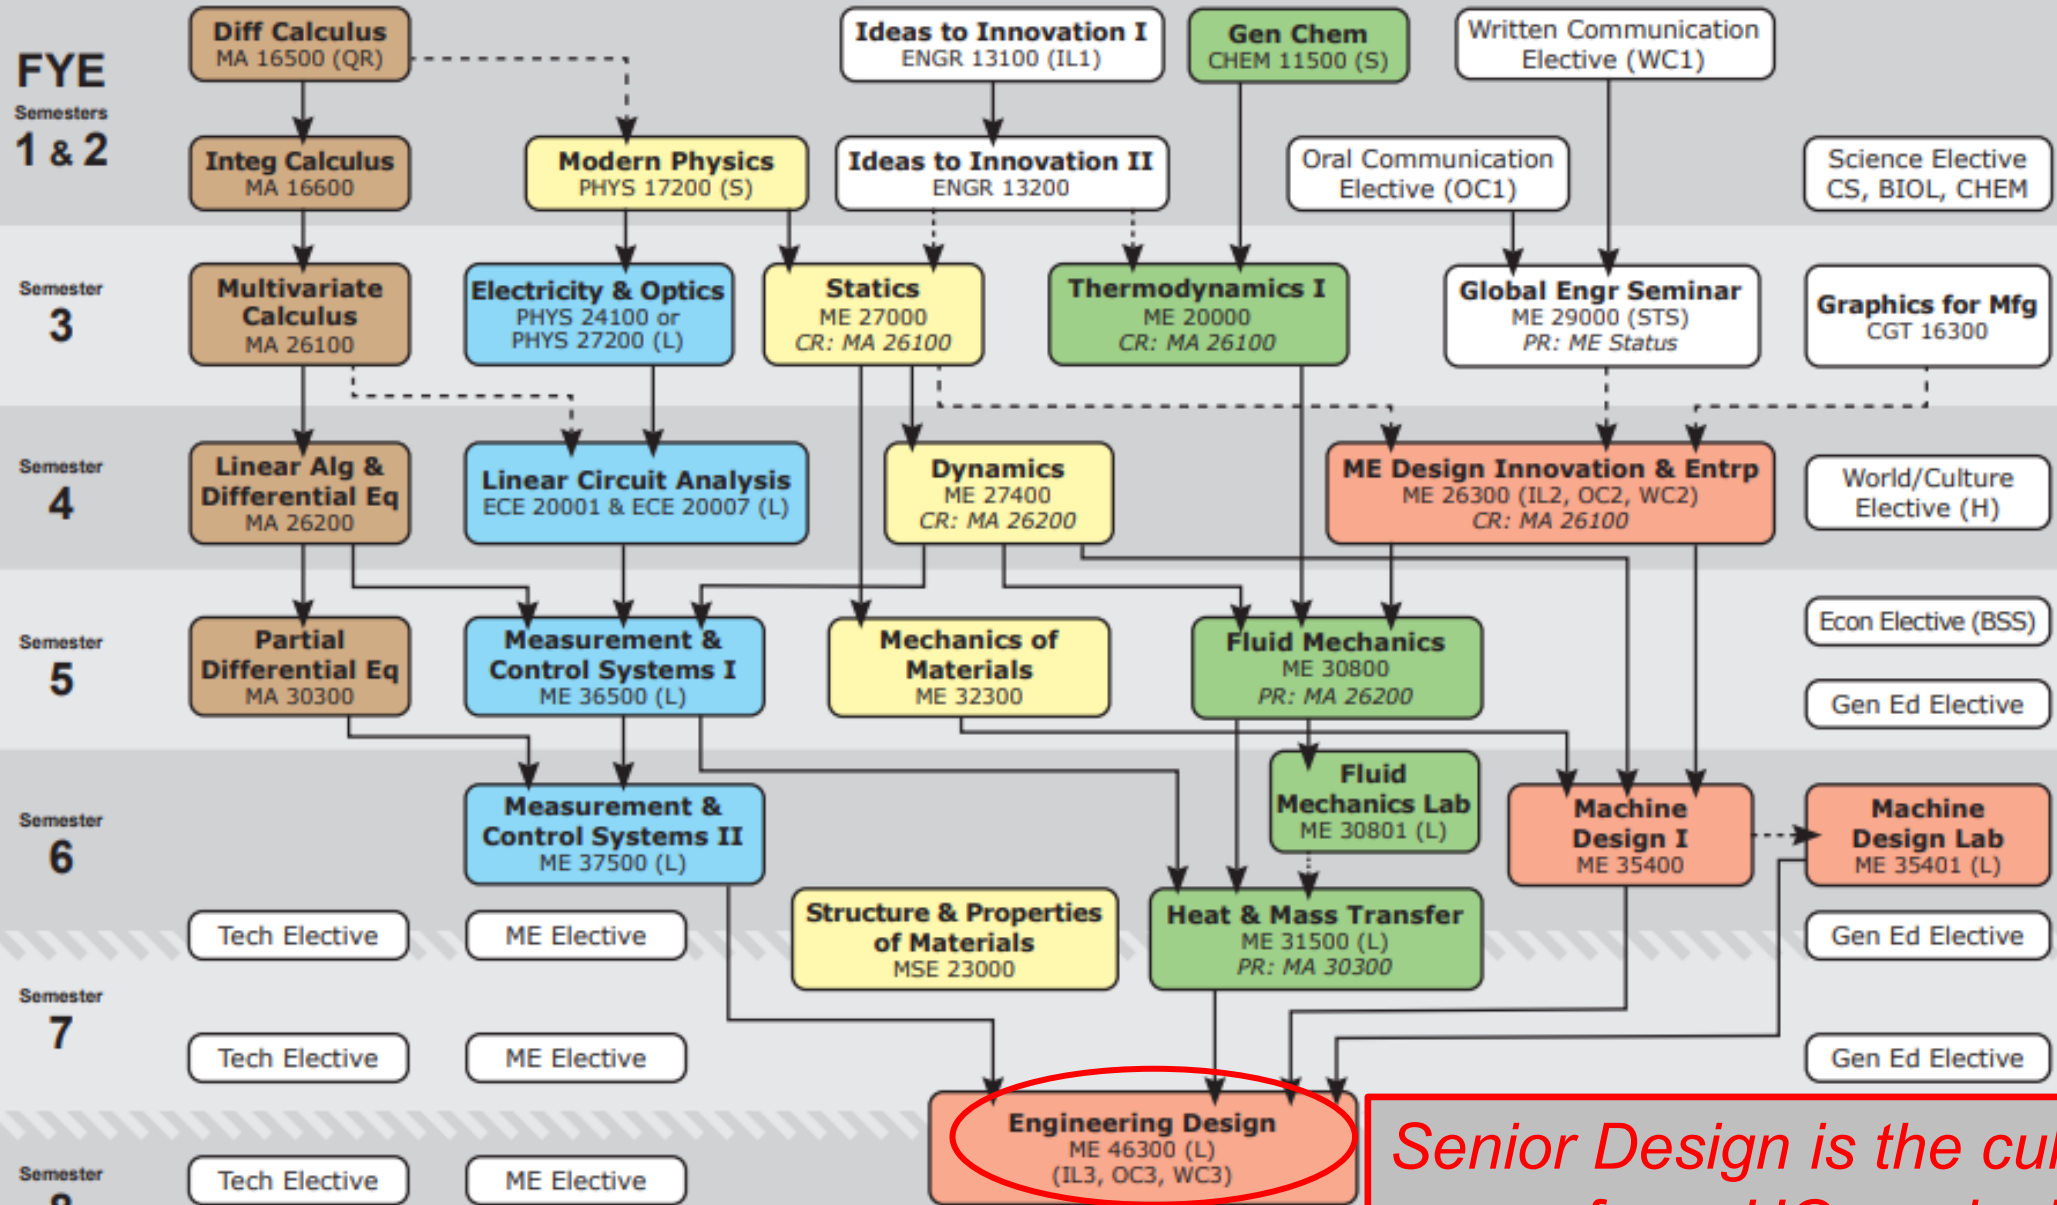 FYE
Semesters
1 & 2
Diff Calculus
MA 16500 (QR)
Ideas to Innovation I
ENGR 13100 (IL1)
Gen Chem
CHEM 11500 (S)
Written Communication
Elective (WC1)
Integ Calculus
MA 16600
Modern Physics
PHYS 17200 (S)
Ideas to Innovation II
ENGR 13200
Oral Communication
Elective (OC1)
Science Elective
CS, BIOL, CHEM
Semester
3
Multivariate
Calculus
MA 26100
Electricity & Optics
PHYS 24100 or
PHYS 27200 (L)
Statics
ME 27000
CR: MA 26100
Thermodynamics I
ME 20000
CR: MA 26100
Global Engr Seminar
ME 29000 (STS)
PR: ME Status
Graphics for Mfg
CGT 16300
Semester
4
Linear Alg &
Differential Eq
MA 26200
Linear Circuit Analysis
ECE 20001 & ECE 20007 (L)
Dynamics
ME 27400
CR: MA 26200
ME Design Innovation & Entrp
ME 26300 (IL2, OC2, WC2)
CR: MA 26100
World/Culture
Elective (H)
Semester
5
Partial
Differential Eq
MA 30300
Measurement &
Control Systems I
ME 36500 (L)
Mechanics of
Materials
ME 32300
Fluid Mechanics
ME 30800
PR: MA 26200
Econ Elective (BSS)
Gen Ed Elective
Semester
6
Measurement &
Control Systems II
ME 37500 (L)
Fluid
Mechanics Lab
ME 30801 (L)
Machine
Design I
ME 35400
Machine
Design Lab
ME 35401 (L)
Tech Elective
ME Elective
Structure & Properties
of Materials
MSE 23000
Heat & Mass Transfer
ME 31500 (L)
PR: MA 30300
Gen Ed Elective
Semester
7
Tech Elective
ME Elective
Gen Ed Elective
Engineering Design
ME 46300 (L)
(IL3, OC3, WC3)
Senior Design is the
Semester
Tech Elective
ME Elective